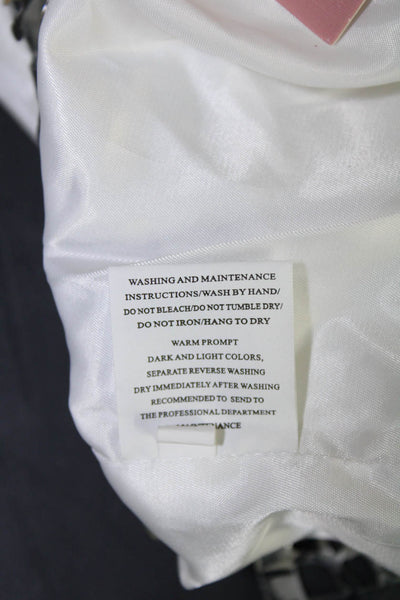 WASHING AND MAINTENANCE
INSTRUCTIONS/WASH BY HAND/
DO NOT BLEACH/DO NOT TUMBLE DRY/
DO NOT IRON/HANG TO DRY
WARM PROMPT
DARK AND LIGHT COLORS,
SEPARATE REVERSE WASHING
DRY IMMEDIATELY AFTER WASHING
RECOMMENDED TO SEND TO
THE PROFESSIONAL DEPARTMENT